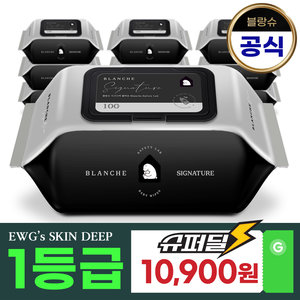 블랑슈
공식
BLANCHE
Signature
100
BLANCHE
SIGNATURE
EWG's SKIN DEEP
1등급
슈퍼딜
10,900원
G